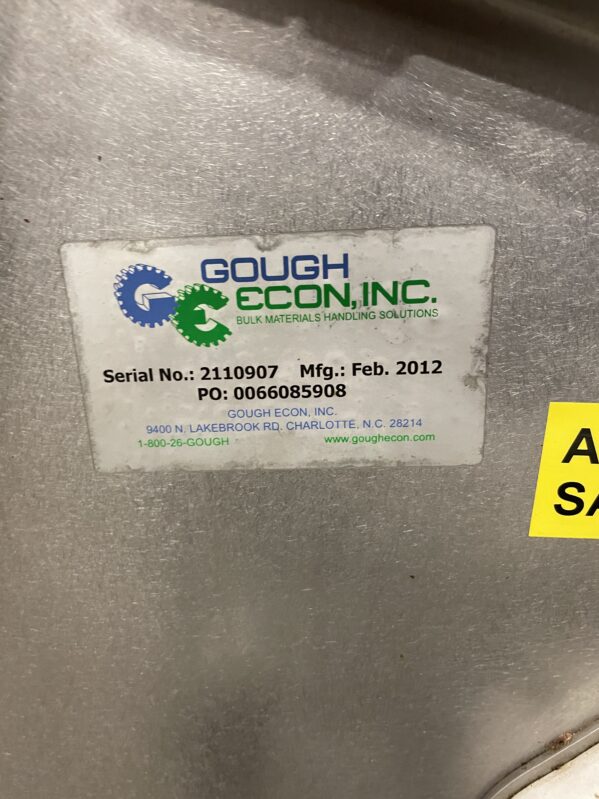 GOUGH
ECON, INC.
BULK MATERIALS HANDLING SOLUTIONS
Serial No.: 2110907 Mfg.: Feb. 2012
PO: 0066085908
GOUGH ECON, INC.
9400 N. LAKEBROOK RD. CHARLOTTE, N.C. 28214
1-800-26-GOUGH www.goughecon.com